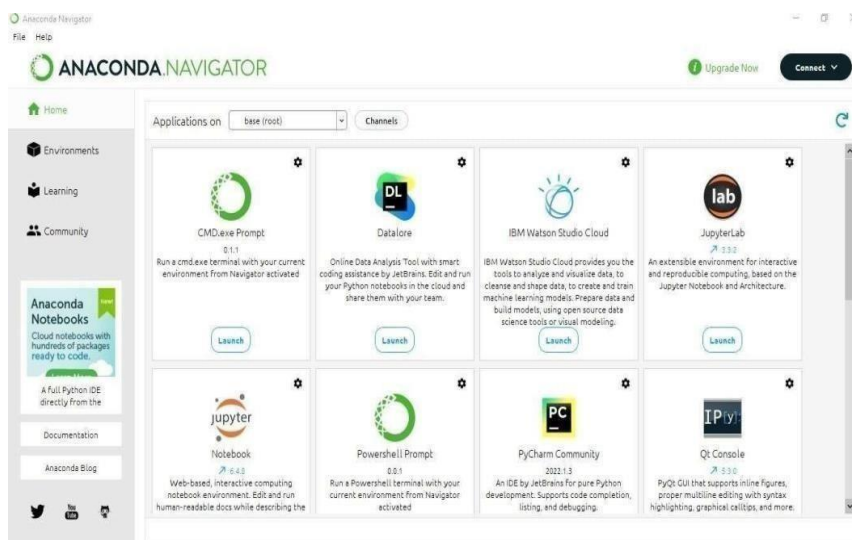 Anaconda Navigator
File Help
ANACONDA.NAVIGATOR
Upgrade Now
Connect
Home
Environments
Learning
Community
Anaconda Notebooks
new!
Cloud notebooks with
hundreds of packages
ready to code.
A full Python IDE
directly from the
Documentation
Anaconda Blog
You
Tube
Applications on base (root) Channels
CMD.exe Prompt
0.1.1
Run a cmd.exe terminal with your current
environment from Navigator activated
Launch
DL
Datalore
Online Data Analysis Tool with smart
coding assistance by JetBrains. Edit and run
your Python notebooks in the cloud and
share them with your team.
Launch
IBM Watson Studio Cloud
IBM Watson Studio Cloud provides you the
tools to analyze and visualize data, to
cleanse and shape data, to create and train
machine learning models. Prepare data and
build models, using open source data
science tools or visual modeling.
Launch
lab
JupyterLab
3.3.2
An extensible environment for interactive
and reproducible computing, based on the
Jupyter Notebook and Architecture.
Launch
jupyter
Notebook
Web-based, interactive computing
notebook environment. Edit and run
human-readable docs while describing the
Powershell Prompt
0.0.1
Run a Powershell terminal with your
current environment from Navigator
activated
PC
PyCharm Community
2022.1.3
An IDE by JetBrains for pure Python
development. Supports code completion,
listing, and debugging.
IP[y]:
Qt Console
5.3.0
PyQt GUI that supports inline figures,
proper multiline editing with syntax
highlighting, graphical calltips, and more.